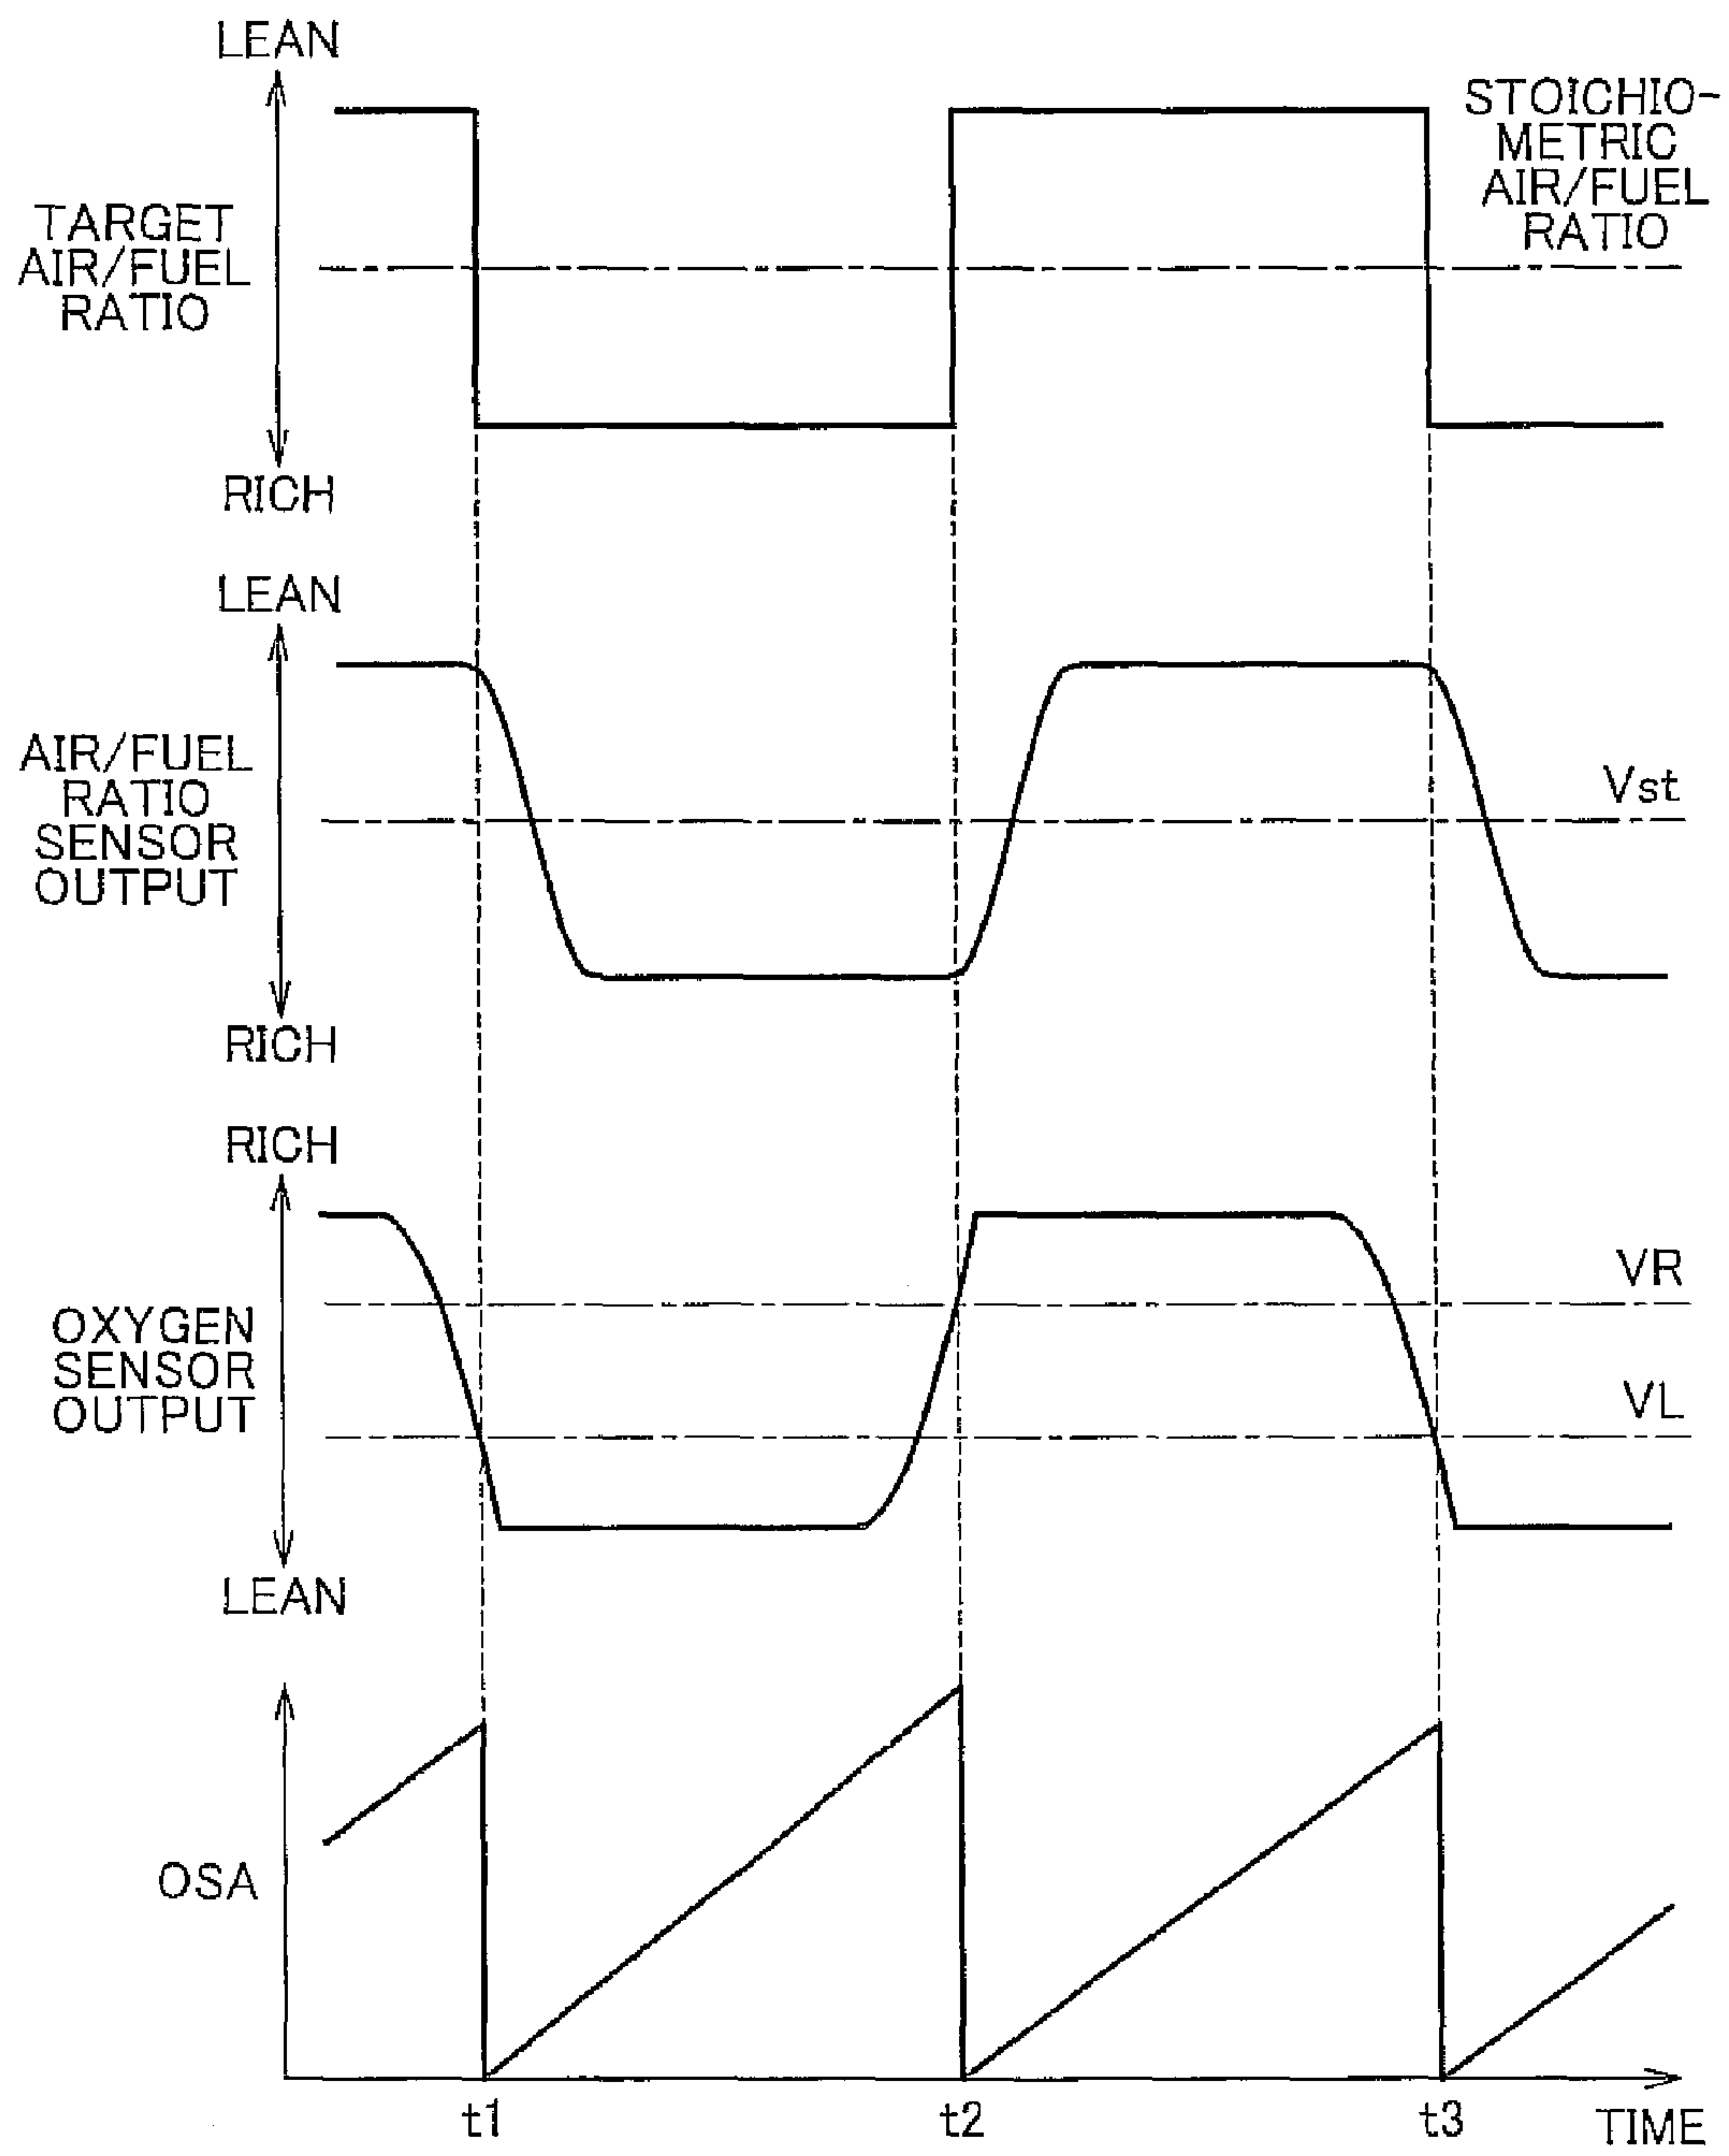 LEAN
STOICHIO-
METRIC
AIR/FUEL
RATIO
TARGET
AIR/FUEL
RATIO
RICH
LEAN
AIR/FUEL
RATIO
SENSOR
OUTPUT
Vst
RICH
RICH
VR
OXYGEN
SENSOR
OUTPUT
VL
LEAN
OSA
t1
t2
t3
TIME